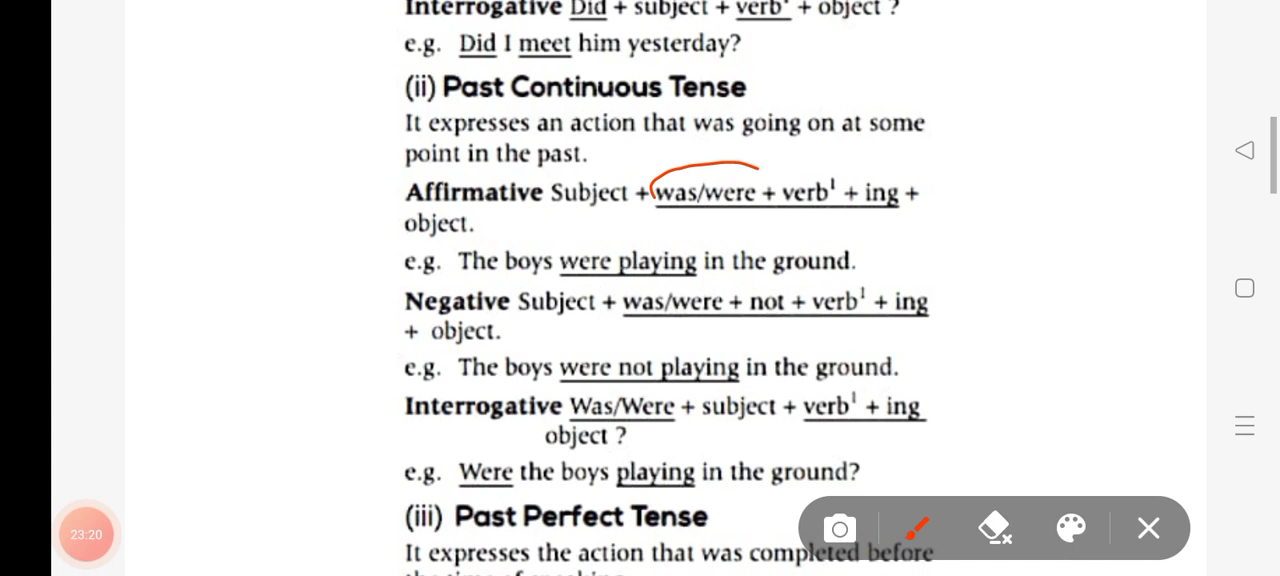 Interrogative Did + subject + verb¹ + object ?
e.g. Did I meet him yesterday?
(ii) Past Continuous Tense
It expresses an action that was going on at some
point in the past.
Affirmative Subject + was/were + verb¹ + ing +
object.
e.g. The boys were playing in the ground.
Negative Subject + was/were + not + verb¹ + ing
+ object.
e.g. The boys were not playing in the ground.
Interrogative Was/Were + subject + verb¹ + ing
object ?
e.g. Were the boys playing in the ground?
(iii) Past Perfect Tense
It expresses the action that was completed before
23:20